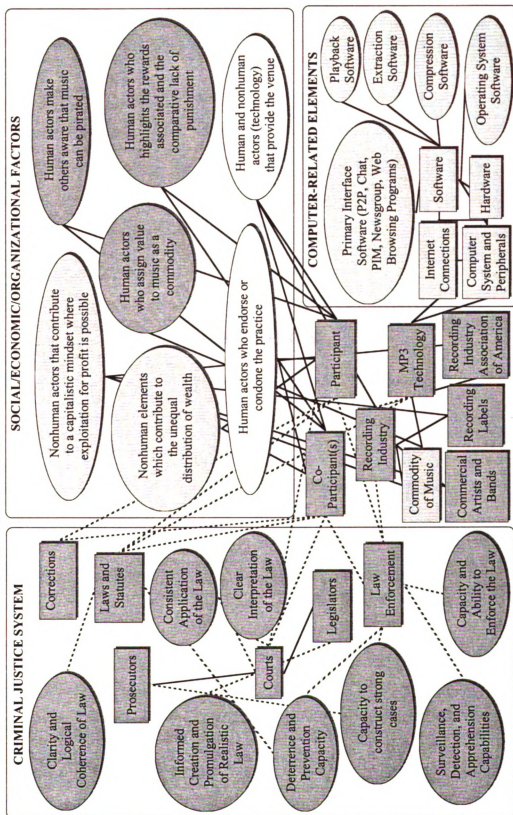 CRIMINAL JUSTICE SYSTEM
Clarity and
Logical
Coherence of Law
Corrections
Laws and
Statutes
Prosecutors
Consistent
Application
of the Law
Informed
Creation and
Promulgation
of Realistic
Law
Courts
Clear
Interpretation
of the Law
Deterrence and
Prevention
Capacity
Legislators
Capacity to
construct strong
cases
Law
Enforcement
Surveillance,
Detection, and
Apprehension
Capabilities
Capacity and
Ability to
Enforce the Law
SOCIAL/ECONOMIC/ORGANIZATIONAL FACTORS
Nonhuman actors that contribute
to a capitalistic mindset where
exploitation for profit is possible
Human actors make
others aware that music
can be pirated
Nonhuman elements
which contribute to
the unequal
distribution of wealth
Human actors
who assign value
to music as a
commodity
Human actors who
highlights the rewards
associated and the
comparative lack of
punishment
Human actors who endorse or
condone the practice
Human and nonhuman
actors (technology)
that provide the venue
Co-
Participant(s)
Participant
Recording
Industry
MP3
Technology
Commodity
of Music
Commercial
Artists and
Bands
Recording
Labels
Recording
Industry
Association
of America
COMPUTER-RELATED ELEMENTS
Primary Interface
Software (P2P, Chat,
PIM, Newsgroup, Web
Browsing Programs)
Playback
Software
Extraction
Software
Compression
Software
Operating System
Software
Internet
Connections
Software
Computer
System and
Peripherals
Hardware